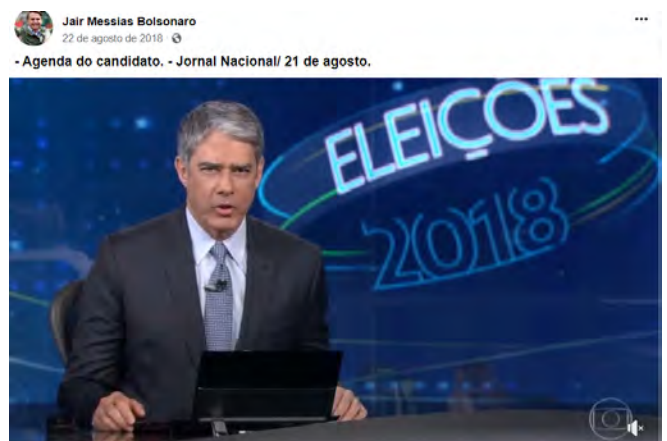 Jair Messias Bolsonaro
22 de agosto de 2018
- Agenda do candidato. - Jornal Nacional/ 21 de agosto.
ELEIÇÕES
2018